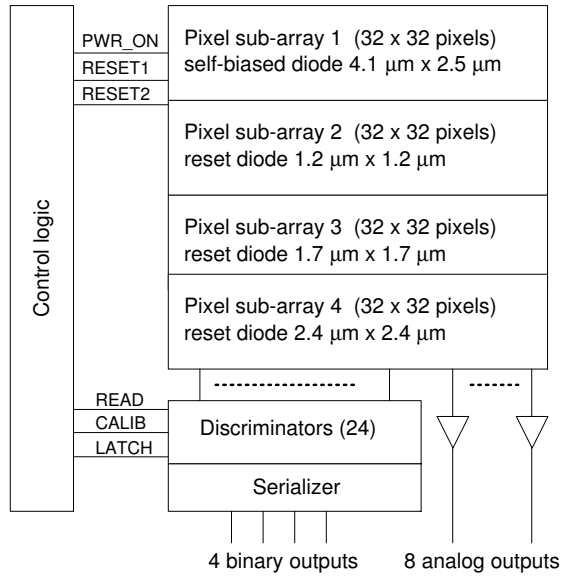 Control logic
PWR_ON
RESET1
RESET2
Pixel sub-array 1 (32 x 32 pixels)
self-biased diode 4.1 μm x 2.5 μm
Pixel sub-array 2 (32 x 32 pixels)
reset diode 1.2 μm x 1.2 μm
Pixel sub-array 3 (32 x 32 pixels)
reset diode 1.7 μm x 1.7 μm
Pixel sub-array 4 (32 x 32 pixels)
reset diode 2.4 μm x 2.4 μm
READ
CALIB
LATCH
Discriminators (24)
Serializer
4 binary outputs
8 analog outputs